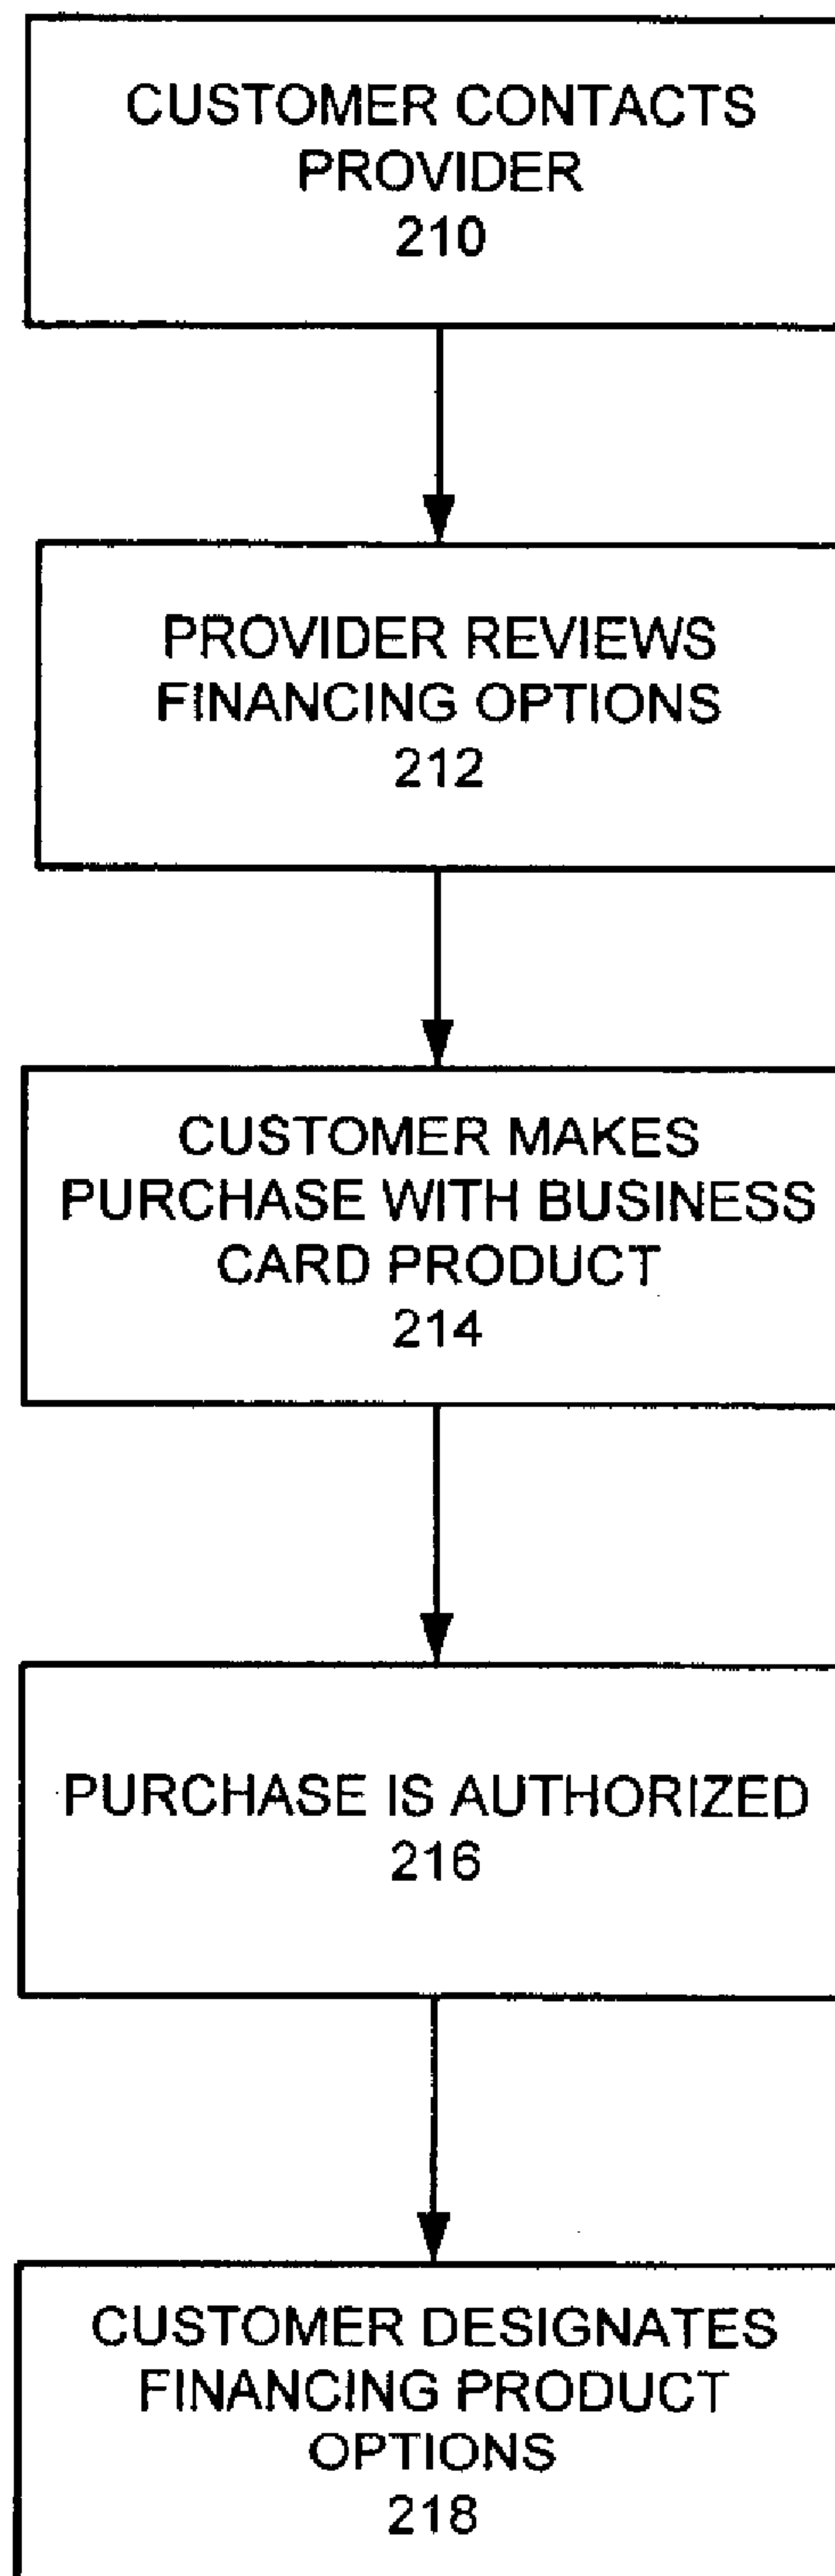 CUSTOMER CONTACTS
PROVIDER
210
PROVIDER REVIEWS
FINANCING OPTIONS
212
CUSTOMER MAKES
PURCHASE WITH BUSINESS
CARD PRODUCT
214
PURCHASE IS AUTHORIZED
216
CUSTOMER DESIGNATES
FINANCING PRODUCT
OPTIONS
218